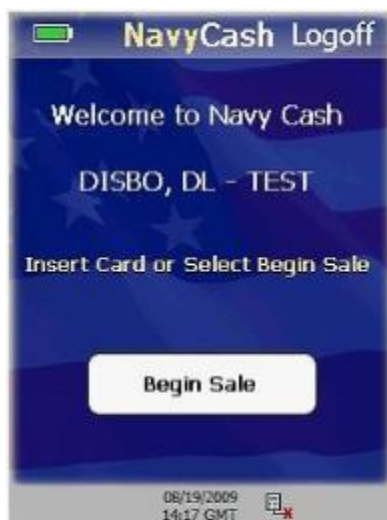 NavyCash Logoff
Welcome to Navy Cash
DISBO, DL - TEST
Insert Card or Select Begin Sale
Begin Sale
08/19/2009
14:17 GMT